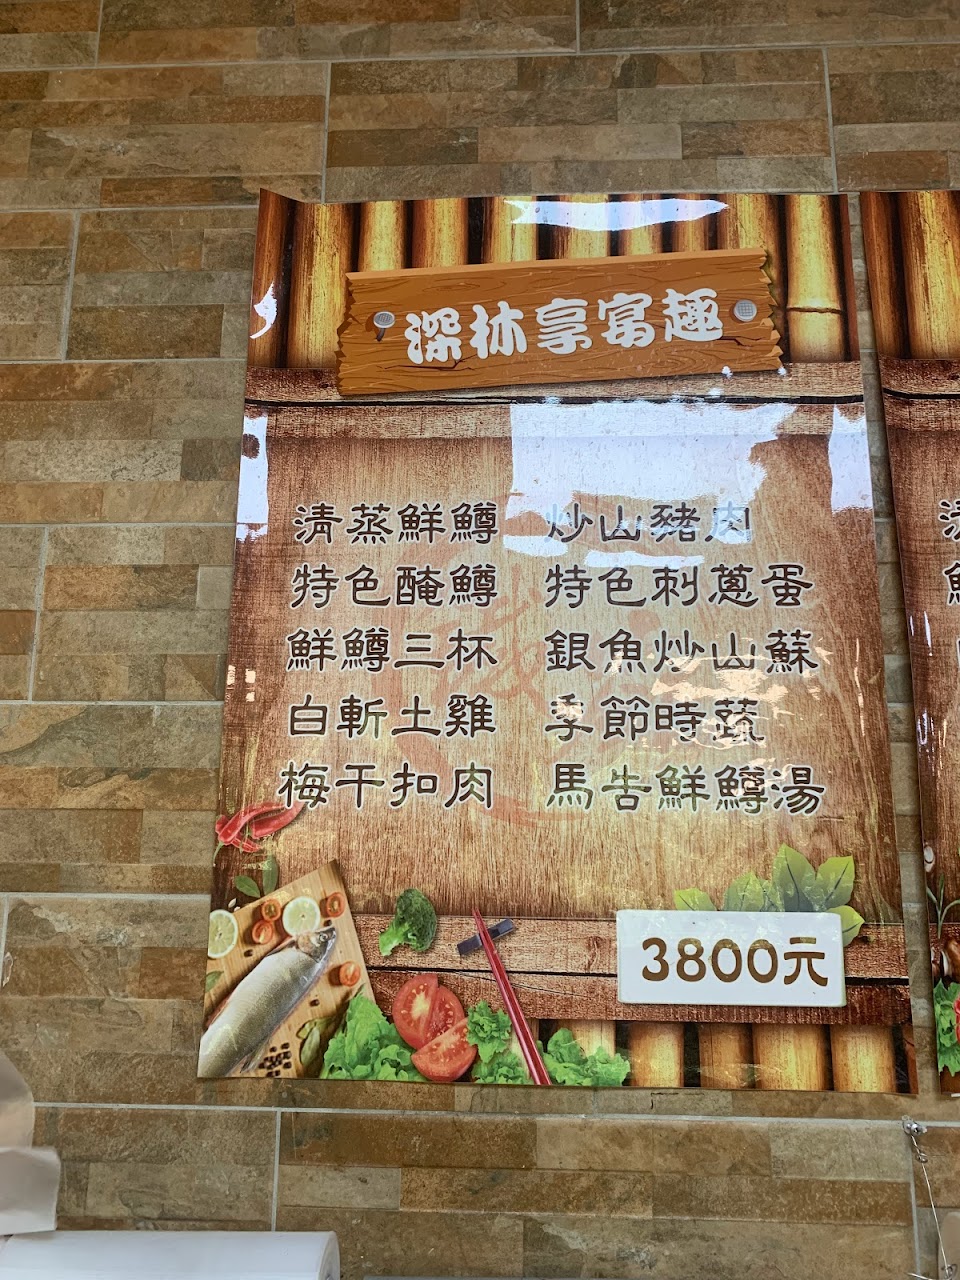 深林享富趣
清蒸鮮鱒 炒山豬肉
特色醃鱒 特色刺蔥蛋
鮮鱒三杯 銀魚炒山蘇
白斬土雞 季節時蔬
梅干扣肉 馬告鮮鱒湯
3800元